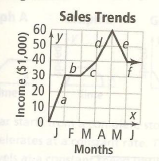 Sales Trends
Income ($1,000)
60
50
40
30
20
10
0
y
x
a
b
c
d
e
f
J F M A M J
Months